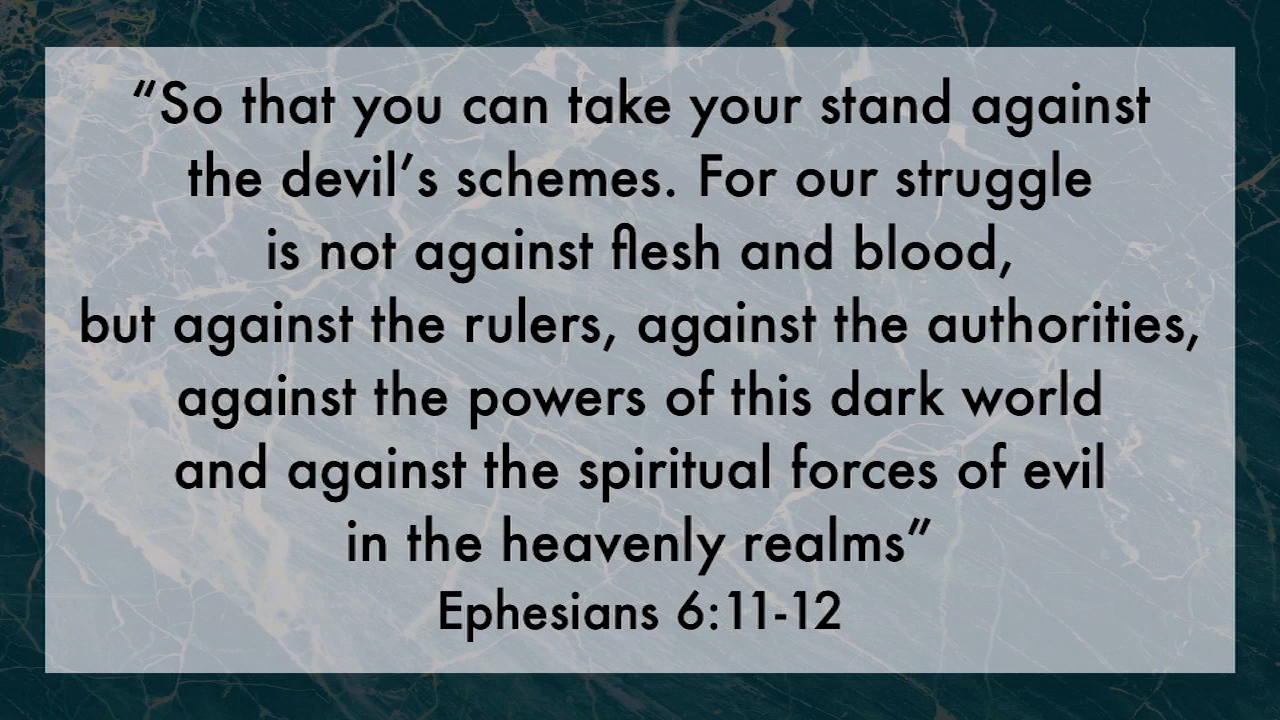 “So that you can take your stand against
the devil’s schemes. For our struggle
is not against flesh and blood,
but against the rulers, against the authorities,
against the powers of this dark world
and against the spiritual forces of evil
in the heavenly realms”
Ephesians 6:11-12